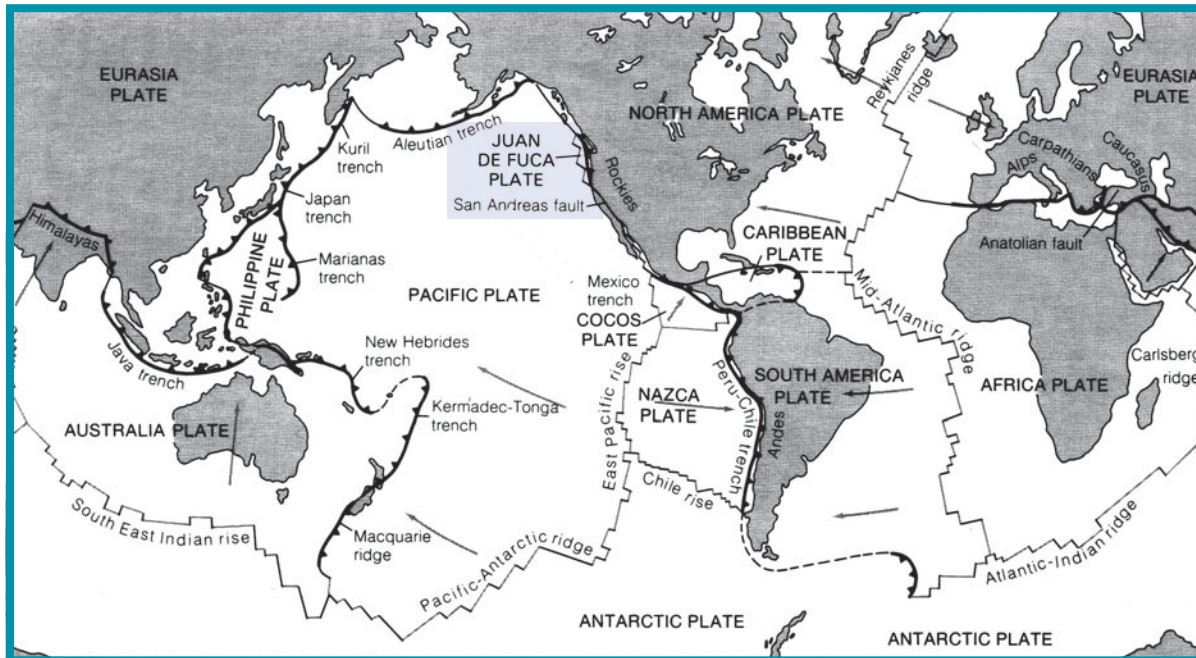 EURASIA
PLATE
Kuril
trench
Aleutian trench
JUAN
DE FUCA
PLATE
San Andreas fault
Rockies
NORTH AMERICA PLATE
Reykjanes
ridge
EURASIA
PLATE
Carpathians
Alps
Caucasus
Anatolian fault
Himalayas
Japan
trench
Marianas
trench
PHILIPPINE
PLATE
PACIFIC PLATE
Mexico
trench
COCOS
PLATE
CARIBBEAN
PLATE
Mid-Atlantic ridge
Java trench
New Hebrides
trench
Kermadec-Tonga
trench
AUSTRALIA PLATE
East Pacific rise
NAZCA
PLATE
Peru-Chile trench
Andes
SOUTH AMERICA
PLATE
AFRICA PLATE
Carlsberg
ridge
South East Indian rise
Macquarie
ridge
Pacific-Antarctic ridge
Chile rise
Atlantic-Indian ridge
ANTARCTIC PLATE
ANTARCTIC PLATE